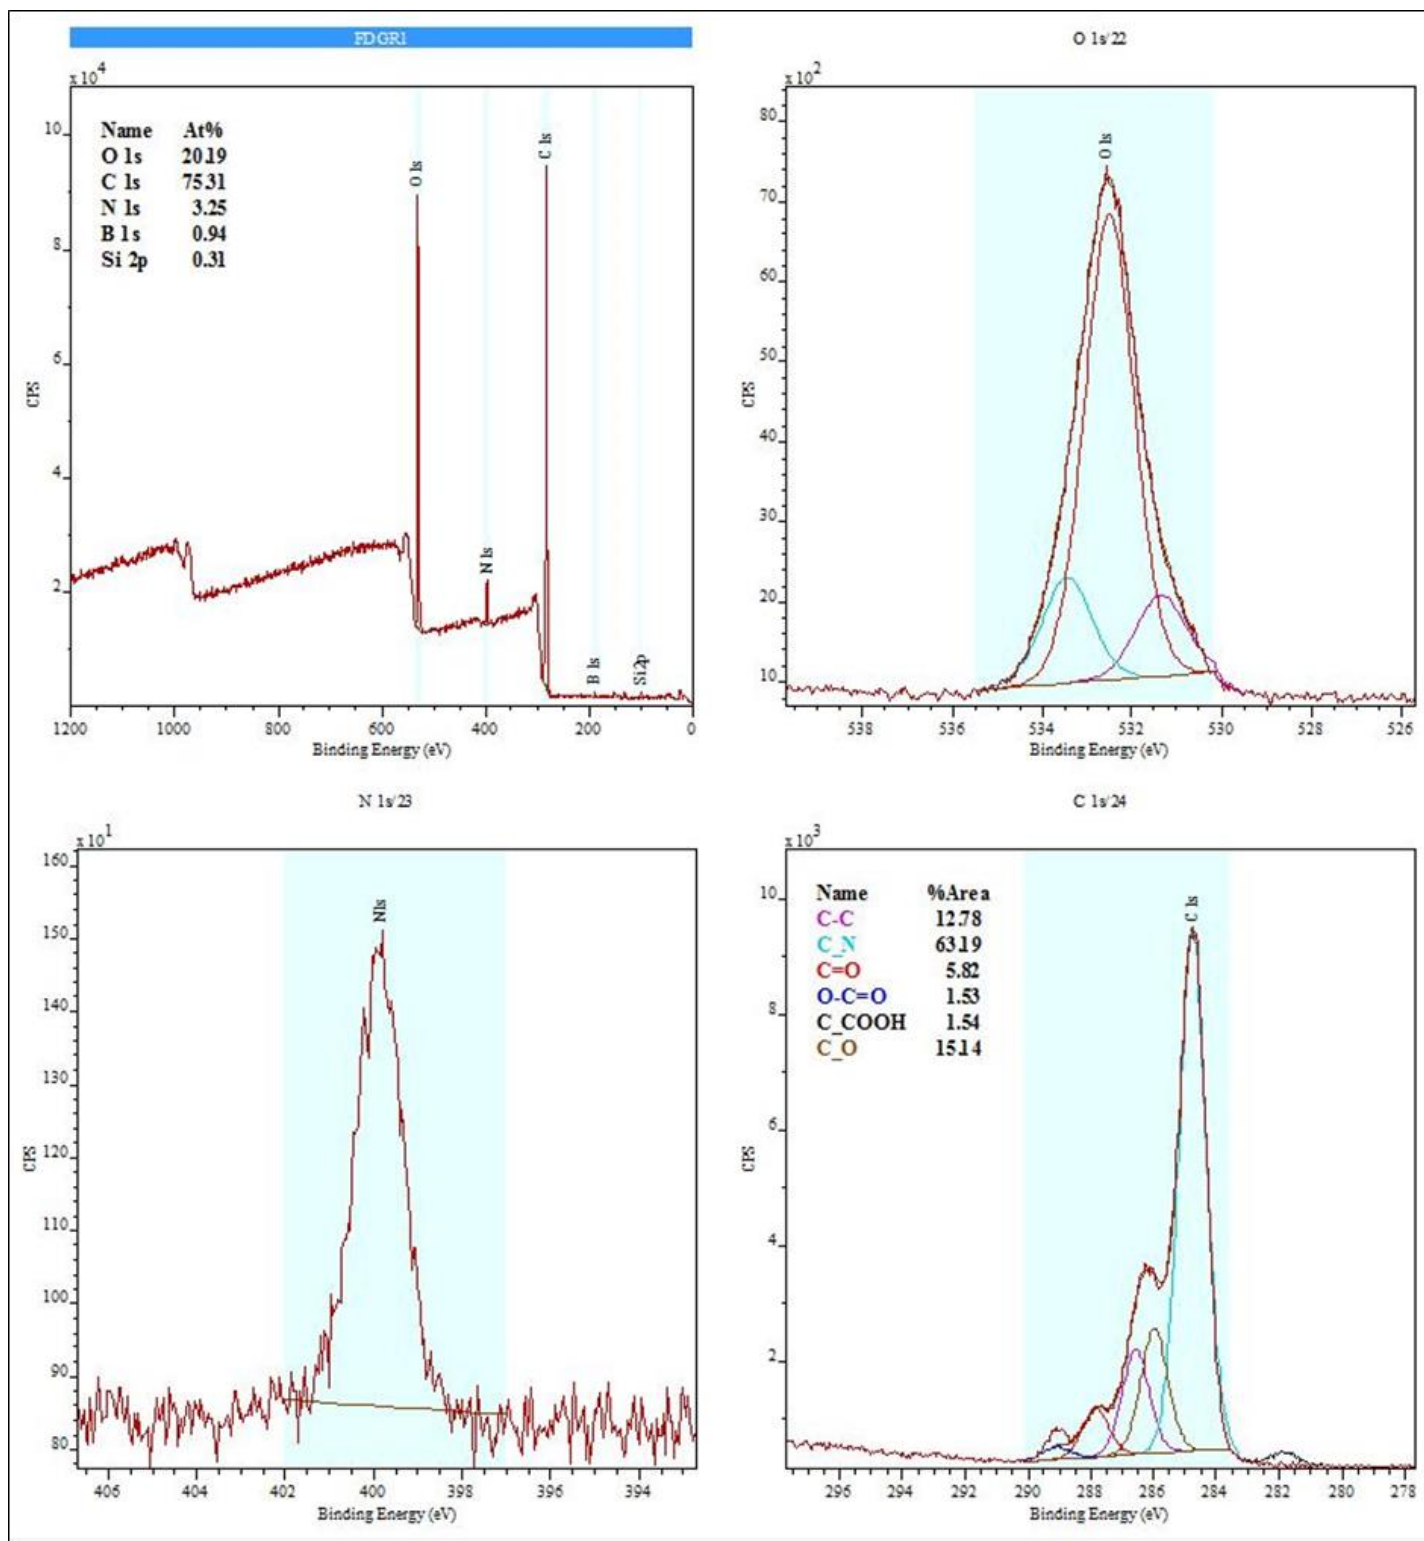 FDGR1
x 10^4
Name At%
O 1s 20.19
C 1s 75.31
N 1s 3.25
B 1s 0.94
Si 2p 0.31
O 1s
C 1s
N 1s
B 1s
Si 2p
10
8
6
4
2
CPS
1200 1000 800 600 400 200 0
Binding Energy (eV)
O 1s/22
x 10^2
O 1s
80
70
60
50
40
30
20
10
CPS
538 536 534 532 530 528 526
Binding Energy (eV)
N 1s/23
x 10^1
N 1s
160
150
140
130
120
110
100
90
80
CPS
406 404 402 400 398 396 394
Binding Energy (eV)
C 1s/24
x 10^3
Name %Area
C-C 12.78
C_N 63.19
C=O 5.82
O-C=O 1.53
C_COOH 1.54
C_O 15.14
C 1s
10
8
6
4
2
CPS
296 294 292 290 288 286 284 282 280 278
Binding Energy (eV)